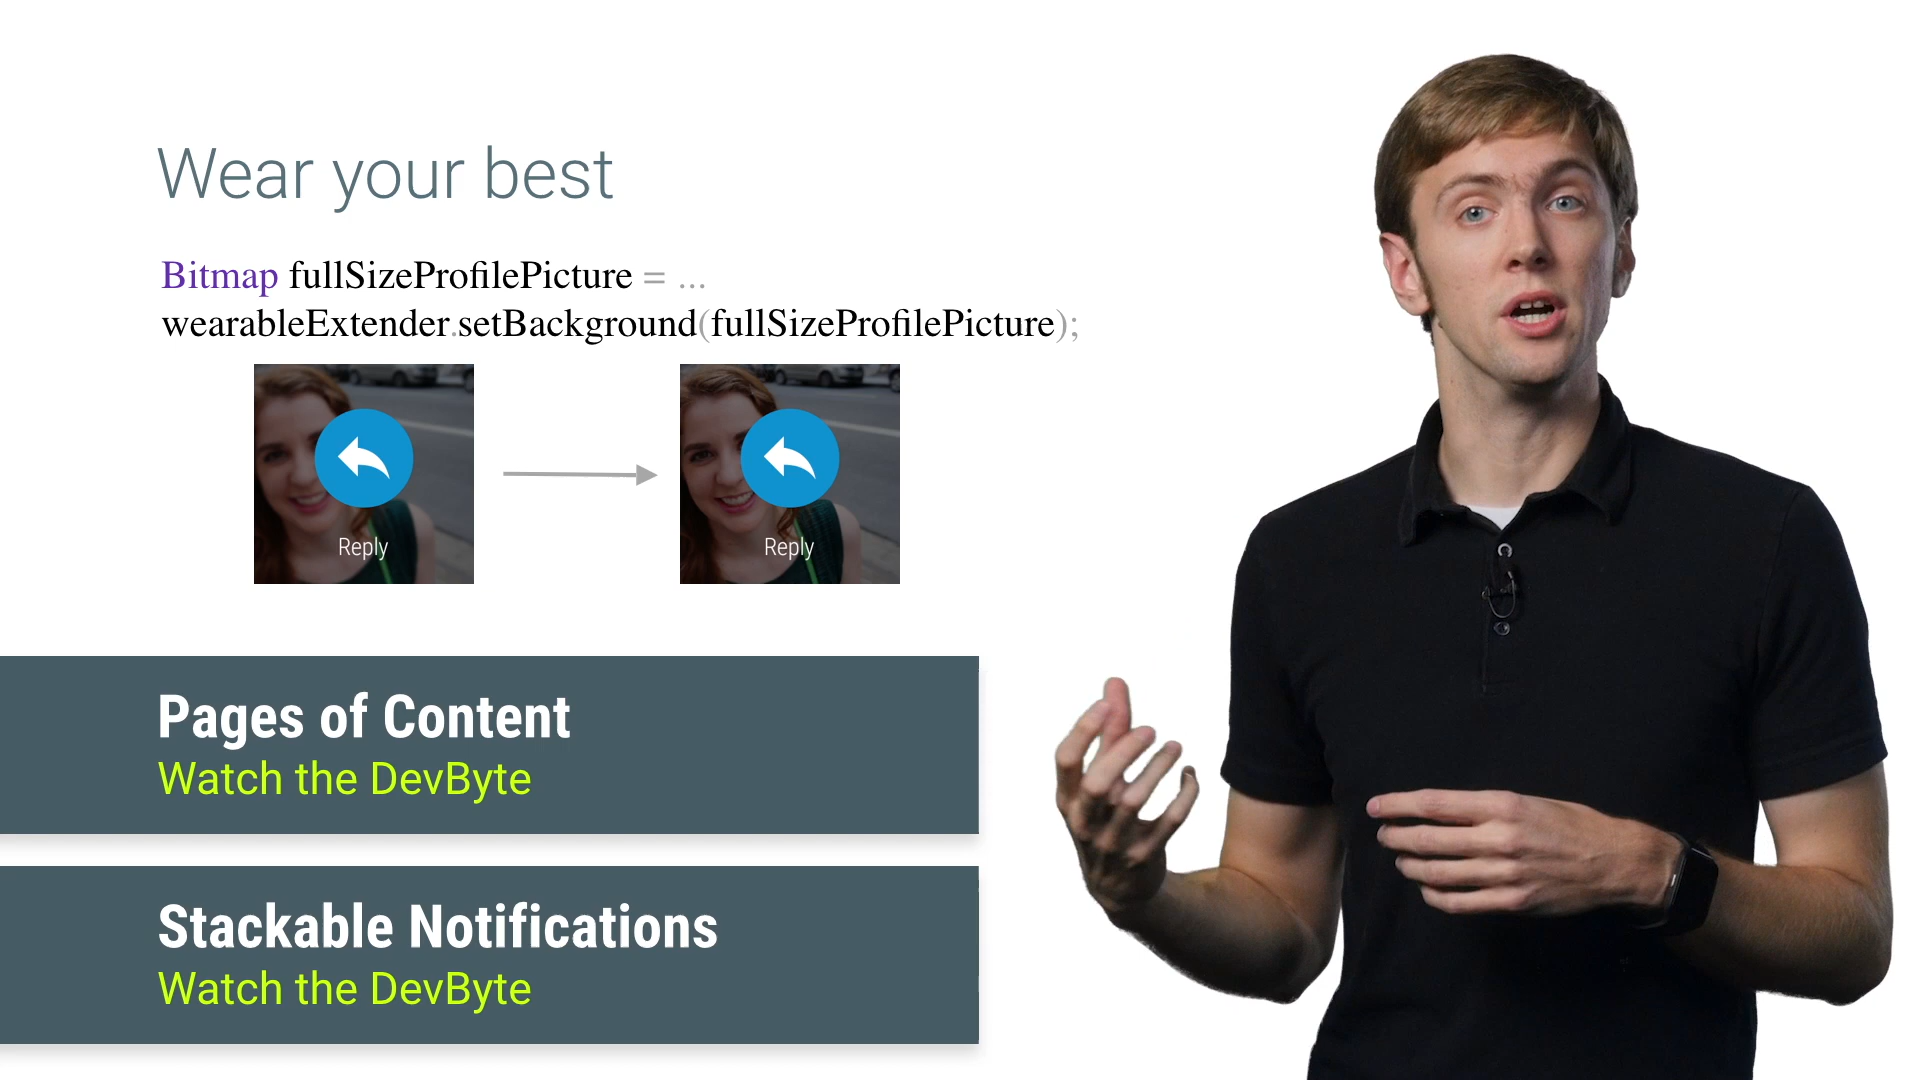 Wear your best
Bitmap fullSizeProfilePicture = ...
wearableExtender.setBackground(fullSizeProfilePicture);
Reply
Reply
Pages of Content
Watch the DevByte
Stackable Notifications
Watch the DevByte